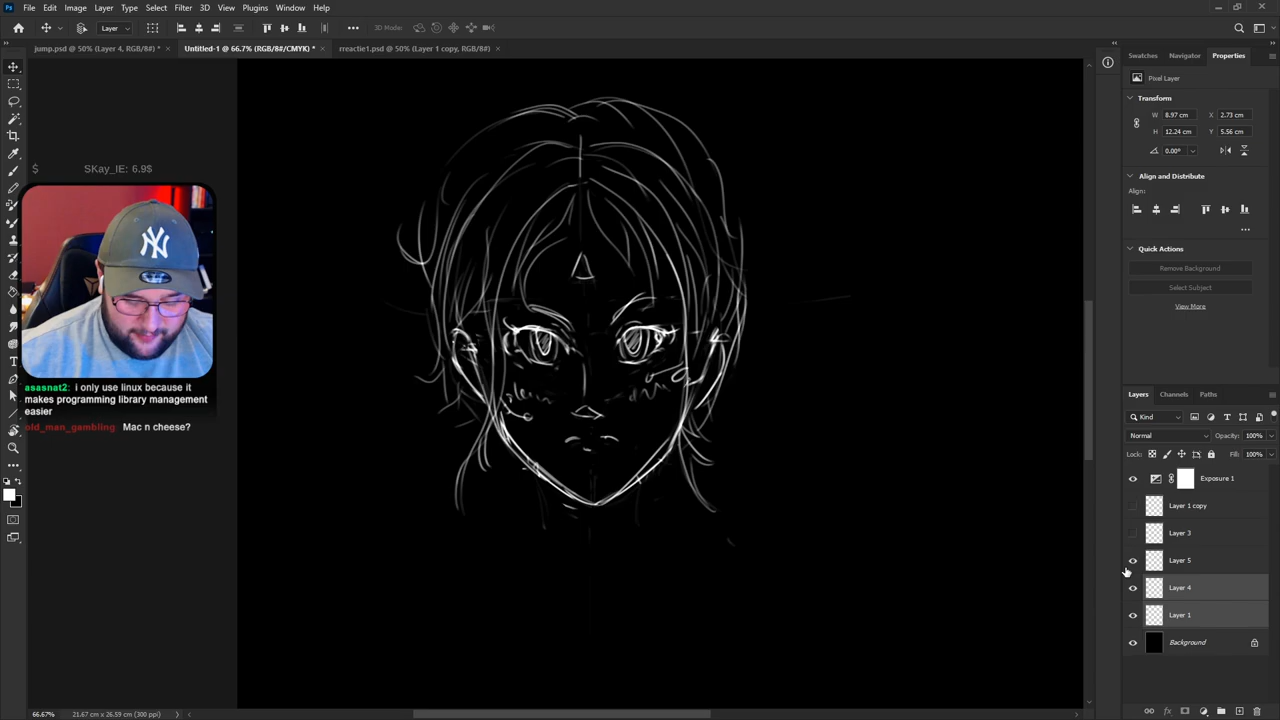 Ps File Edit Image Layer Type Select Filter 3D View Plugins Window Help
Layer 3D Mode:
jump.psd @ 50% (Layer 4, RGB/8#) * × Untitled-1 @ 66.7% (RGB/8#/CMYK) * × rreactie1.psd @ 50% (Layer 1 copy, RGB/8#) ×
Swatches Navigator Properties
Pixel Layer
Transform
W 8.97 cm X 2.73 cm
H 12.24 cm Y 5.56 cm
0.00°
Align and Distribute
Align:
Quick Actions
Remove Background
Select Subject
View More
$ SKay_IE: 6.9$
NY
asasnat2: i only use linux because it
makes programming library management
easier
old_man_gambling: Mac n cheese?
Layers Channels Paths
Kind
Normal Opacity: 100%
Lock: Fill: 100%
Exposure 1
Layer 1 copy
Layer 3
Layer 5
Layer 4
Layer 1
Background
fx
66.67% 21.67 cm x 26.59 cm (300 ppi)